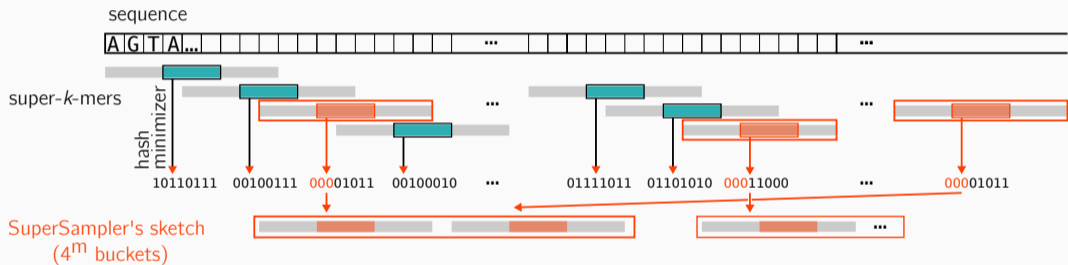 sequence
A G T A... ... ...
super-k-mers ... ...
hash
minimizer
10110111 00100111 00001011 00100010 ... 01111011 01101010 00011000 ... 00001011
SuperSampler's sketch
(4^m buckets) ...